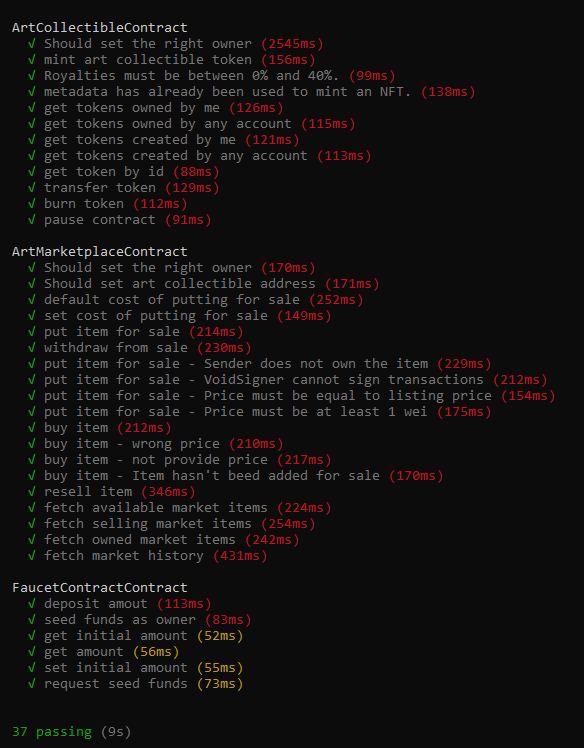 ArtCollectibleContract
√ Should set the right owner (2545ms)
√ mint art collectible token (156ms)
√ Royalties must be between 0% and 40%. (99ms)
√ metadata has already been used to mint an NFT. (138ms)
√ get tokens owned by me (126ms)
√ get tokens owned by any account (115ms)
√ get tokens created by me (121ms)
√ get tokens created by any account (113ms)
√ get token by id (88ms)
√ transfer token (129ms)
√ burn token (112ms)
√ pause contract (91ms)
ArtMarketplaceContract
√ Should set the right owner (170ms)
√ Should set art collectible address (171ms)
√ default cost of putting for sale (252ms)
√ set cost of putting for sale (149ms)
√ put item for sale (214ms)
√ withdraw from sale (230ms)
√ put item for sale - Sender does not own the item (229ms)
√ put item for sale - VoidSigner cannot sign transactions (212ms)
√ put item for sale - Price must be equal to listing price (154ms)
√ put item for sale - Price must be at least 1 wei (175ms)
√ buy item (212ms)
√ buy item - wrong price (210ms)
√ buy item - not provide price (217ms)
√ buy item - Item hasn't beed added for sale (170ms)
√ resell item (346ms)
√ fetch available market items (224ms)
√ fetch selling market items (254ms)
√ fetch owned market items (242ms)
√ fetch market history (431ms)
FaucetContractContract
√ deposit amout (113ms)
√ seed funds as owner (83ms)
√ get initial amount (52ms)
√ get amount (56ms)
√ set initial amount (55ms)
√ request seed funds (73ms)
37 passing (9s)